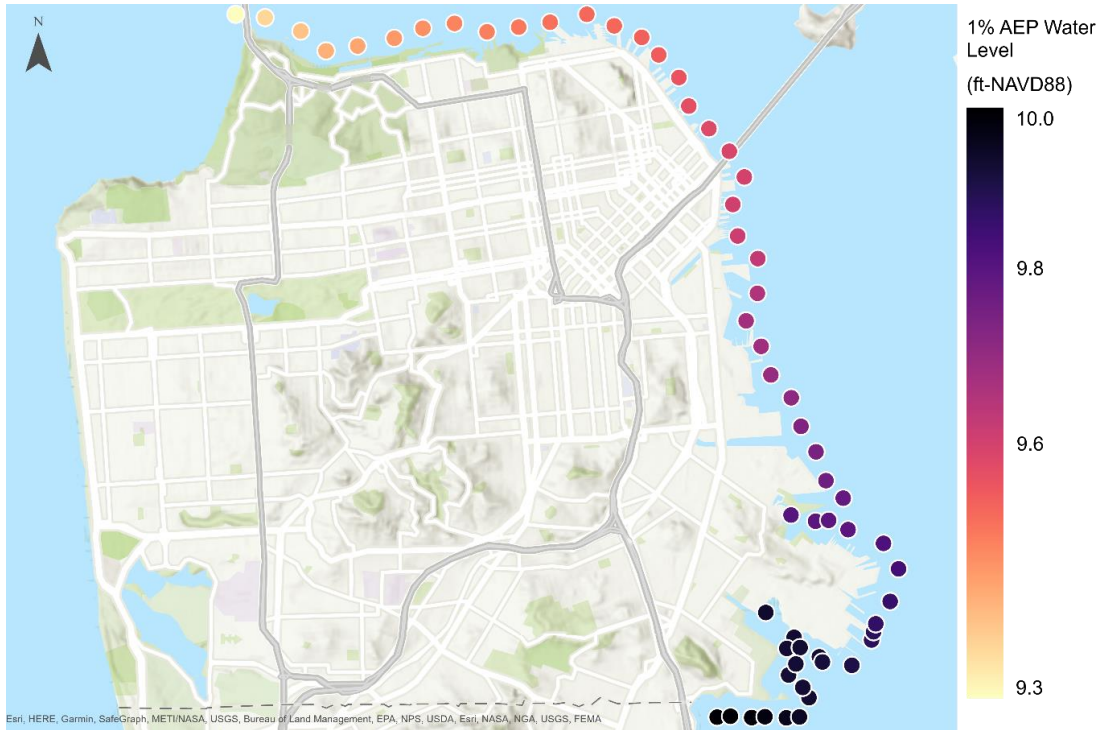 N
1% AEP Water
Level
(ft-NAVD88)
10.0
9.8
9.6
9.3
Esri, HERE, Garmin, SafeGraph, METI/NASA, USGS, Bureau of Land Management, EPA, NPS, USDA, Esri, NASA, NGA, USGS, FEMA